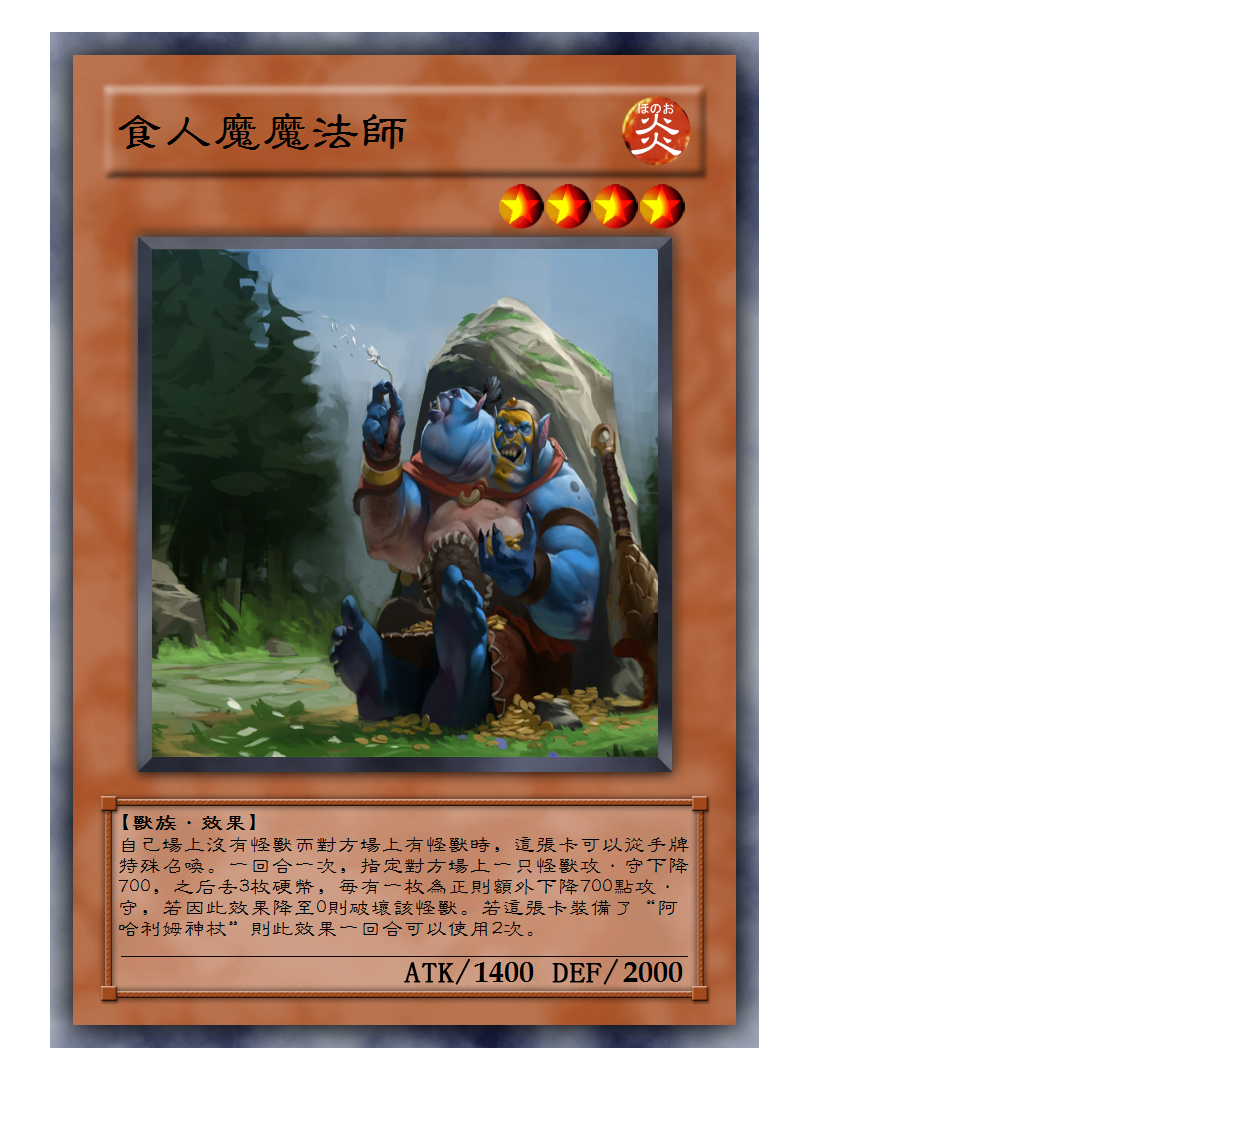 食人魔魔法師
ほのお
炎
【獸族·效果】
自己場上沒有怪獸而對方場上有怪獸時，這張卡可以從手牌
特殊召喚。一回合一次，指定對方場上一只怪獸攻·守下降
700，之后丟3枚硬幣，每有一枚為正則額外下降700點攻·
守，若因此效果降至0則破壞該怪獸。若這張卡裝備了“阿
哈利姆神杖”則此效果一回合可以使用2次。
ATK/1400 DEF/2000